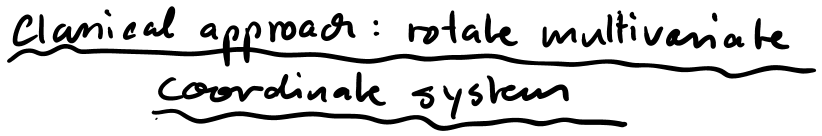 Classical approach: rotate multivariate
coordinate system